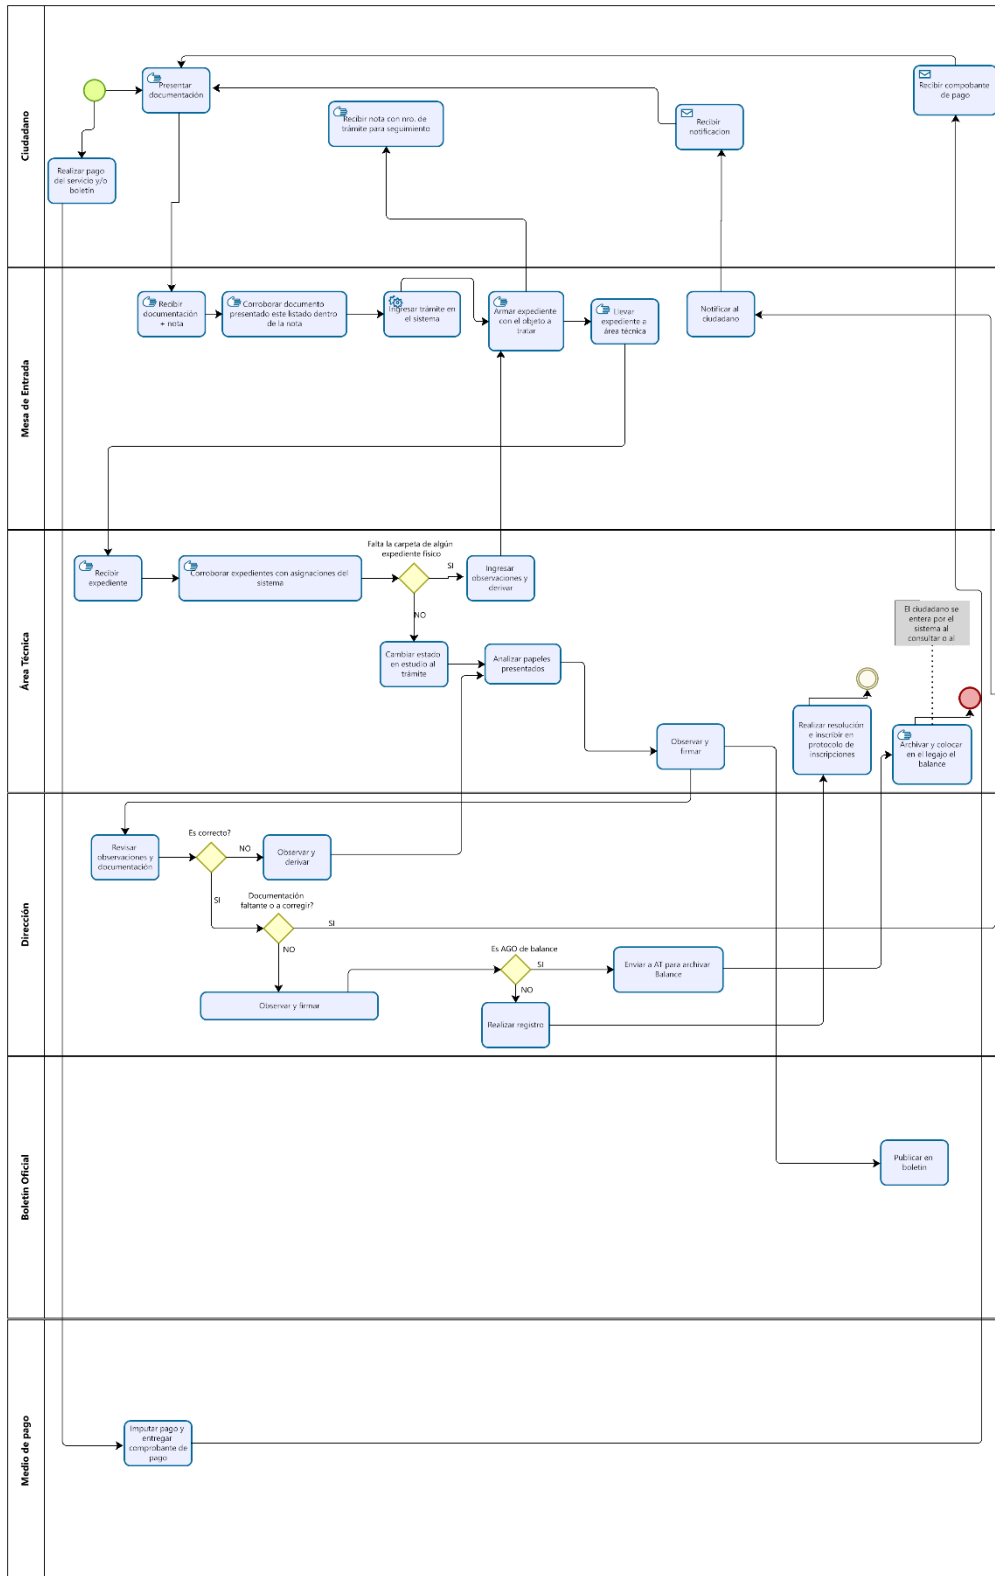 Ciudadano
Presentar
documentación
Realizar pago
del servicio y/o
boletin
Recibir nota con nro. de
trámite para seguimiento
Recibir
notificacion
Recibir compobante
de pago
Mesa de Entrada
Recibir
documentación
+ nota
Corroborar documento
presentado este listado dentro
de la nota
Ingresar trámite en
el sistema
Armar expediente
con el objeto a
tratar
Llevar
expediente a
área técnica
Notificar al
ciudadano
Área Técnica
Recibir
expediente
Corroborar expedientes con asignaciones del
sistema
Falta la carpeta de algún
expediente físico
SI
NO
Ingresar
observaciones y
derivar
Cambiar estado
en estudio al
trámite
Analizar papeles
presentados
Observar y
firmar
Realizar resolución
e inscribir en
protocolo de
inscripciones
El ciudadano se
entera por el
sistema al
consultar o al
Archivar y colocar
en el legajo el
balance
Dirección
Revisar
observaciones y
documentación
Es correcto?
NO
SI
Observar y
derivar
Documentación
faltante o a corregir?
SI
NO
Observar y firmar
Es AGO de balance
SI
NO
Enviar a AT para archivar
Balance
Realizar registro
Boletín Oficial
Publicar en
boletin
Medio de pago
Imputar pago y
entregar
comprobante de
pago